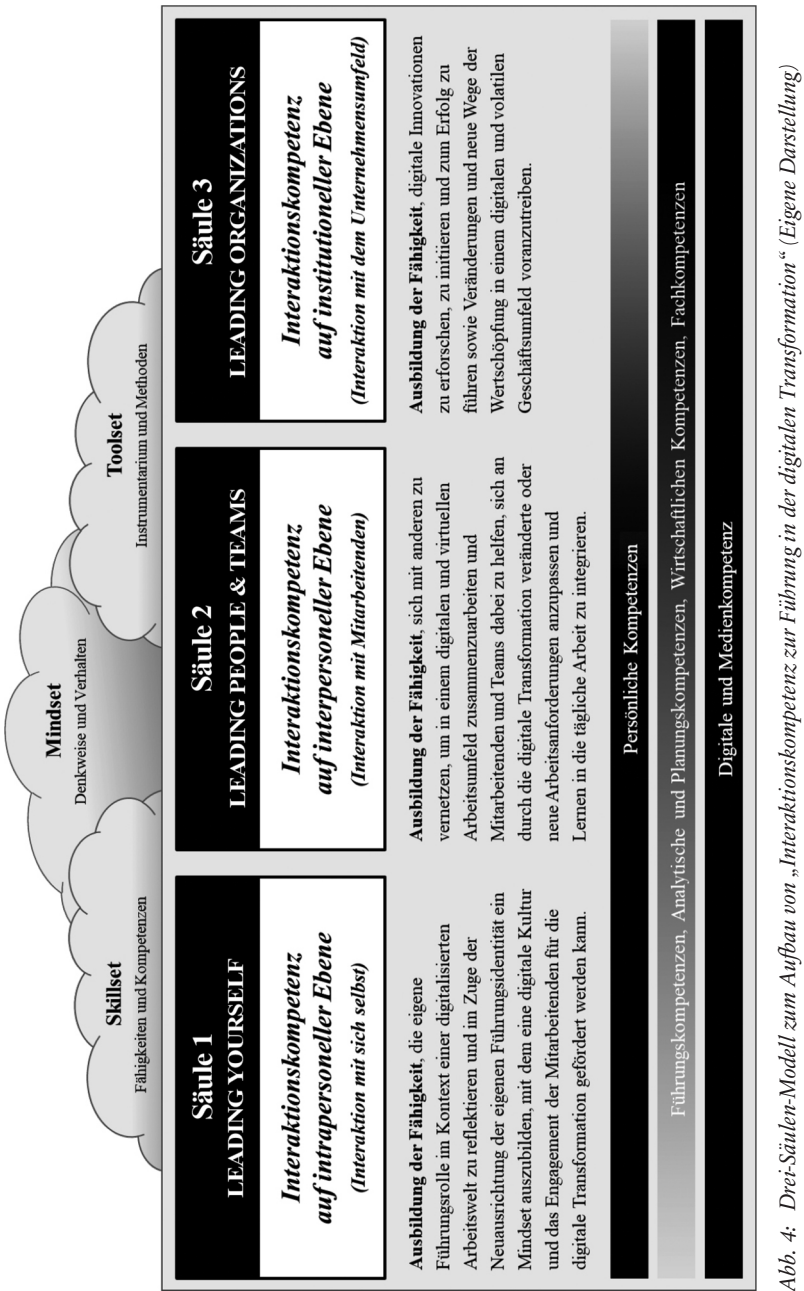 Mindset
Denkweise und Verhalten
Skillset
Fähigkeiten und Kompetenzen
Toolset
Instrumentarium und Methoden
Säule 1
LEADING YOURSELF
Interaktionskompetenz
auf intrapersoneller Ebene
(Interaktion mit sich selbst)
Ausbildung der Fähigkeit, die eigene
Führungsrolle im Kontext einer digitalisierten
Arbeitswelt zu reflektieren und im Zuge der
Neuausrichtung der eigenen Führungsidentität ein
Mindset auszubilden, mit dem eine digitale Kultur
und das Engagement der Mitarbeitenden für die
digitale Transformation gefördert werden kann.
Säule 2
LEADING PEOPLE & TEAMS
Interaktionskompetenz
auf interpersoneller Ebene
(Interaktion mit Mitarbeitenden)
Ausbildung der Fähigkeit, sich mit anderen zu
vernetzen, um in einem digitalen und virtuellen
Arbeitsumfeld zusammenzuarbeiten und
Mitarbeitenden und Teams dabei zu helfen, sich an
durch die digitale Transformation veränderte oder
neue Arbeitsanforderungen anzupassen und
Lernen in die tägliche Arbeit zu integrieren.
Säule 3
LEADING ORGANIZATIONS
Interaktionskompetenz
auf institutioneller Ebene
(Interaktion mit dem Unternehmensumfeld)
Ausbildung der Fähigkeit, digitale Innovationen
zu erforschen, zu initiieren und zum Erfolg zu
führen sowie Veränderungen und neue Wege der
Wertschöpfung in einem digitalen und volatilen
Geschäftsumfeld voranzutreiben.
Persönliche Kompetenzen
Führungskompetenzen, Analytische und Planungskompetenzen, Wirtschaftlichen Kompetenzen, Fachkompetenzen
Digitale und Medienkompetenz
Abb. 4: Drei-Säulen-Modell zum Aufbau von „Interaktionskompetenz zur Führung in der digitalen Transformation“ (Eigene Darstellung)